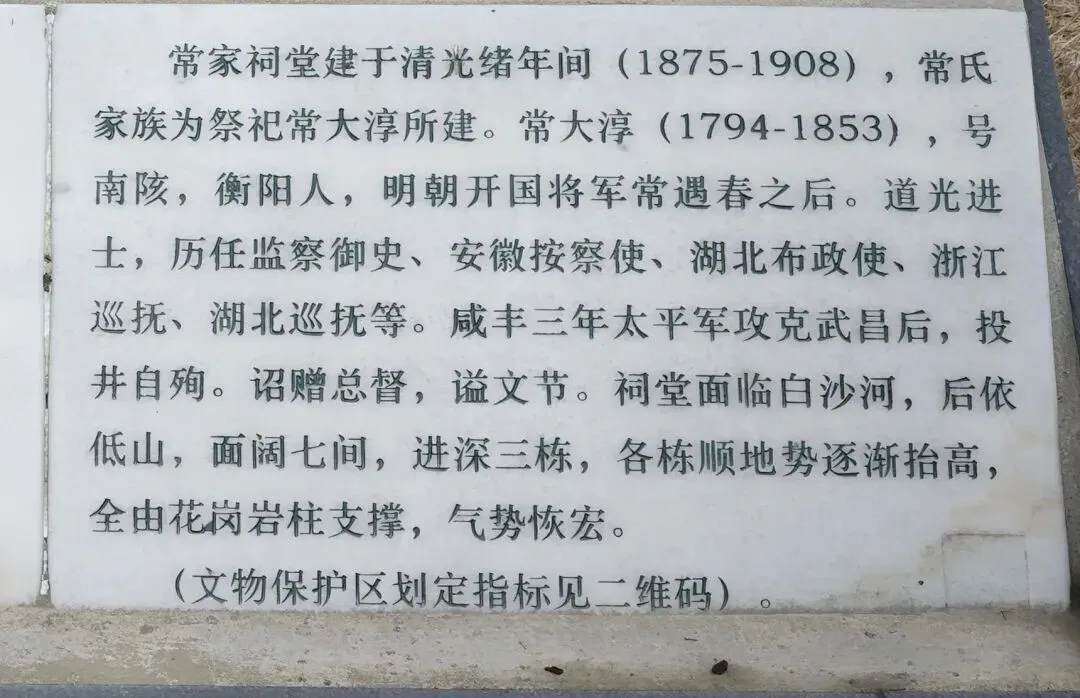 常家祠堂建于清光绪年间（1875-1908），常氏
家族为祭祀常大淳所建。常大淳（1794-1853），号
南陔，衡阳人，明朝开国将军常遇春之后。道光进
士，历任监察御史、安徽按察使、湖北布政使、浙江
巡抚、湖北巡抚等。咸丰三年太平军攻克武昌后，投
井自殉。诏赠总督，谥文节。祠堂面临白沙河，后依
低山，面阔七间，进深三栋，各栋顺地势逐渐抬高，
全由花岗岩柱支撑，气势恢宏。
（文物保护区划定指标见二维码）。